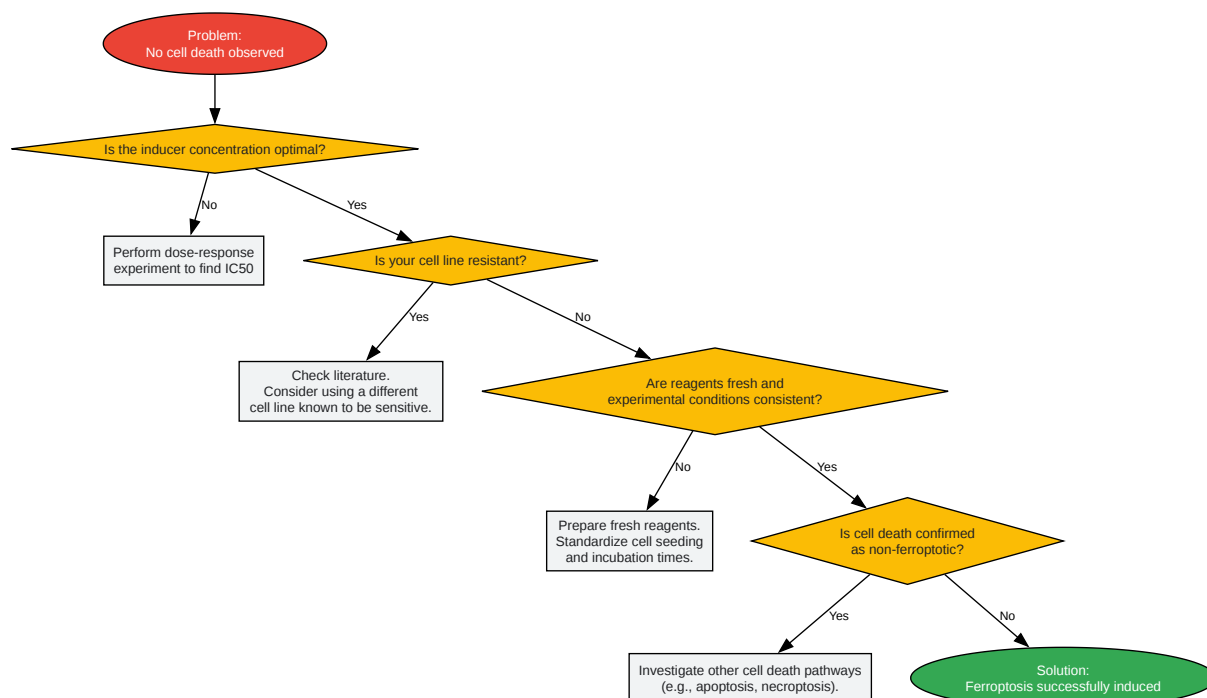 Problem:
No cell death observed
Is the inducer concentration optimal?
No
Yes
Perform dose-response
experiment to find IC50
Is your cell line resistant?
Yes
No
Check literature.
Consider using a different
cell line known to be sensitive.
Are reagents fresh and
experimental conditions consistent?
No
Yes
Prepare fresh reagents.
Standardize cell seeding
and incubation times.
Is cell death confirmed
as non-ferroptotic?
Yes
No
Investigate other cell death pathways
(e.g., apoptosis, necroptosis).
Solution:
Ferroptosis successfully induced